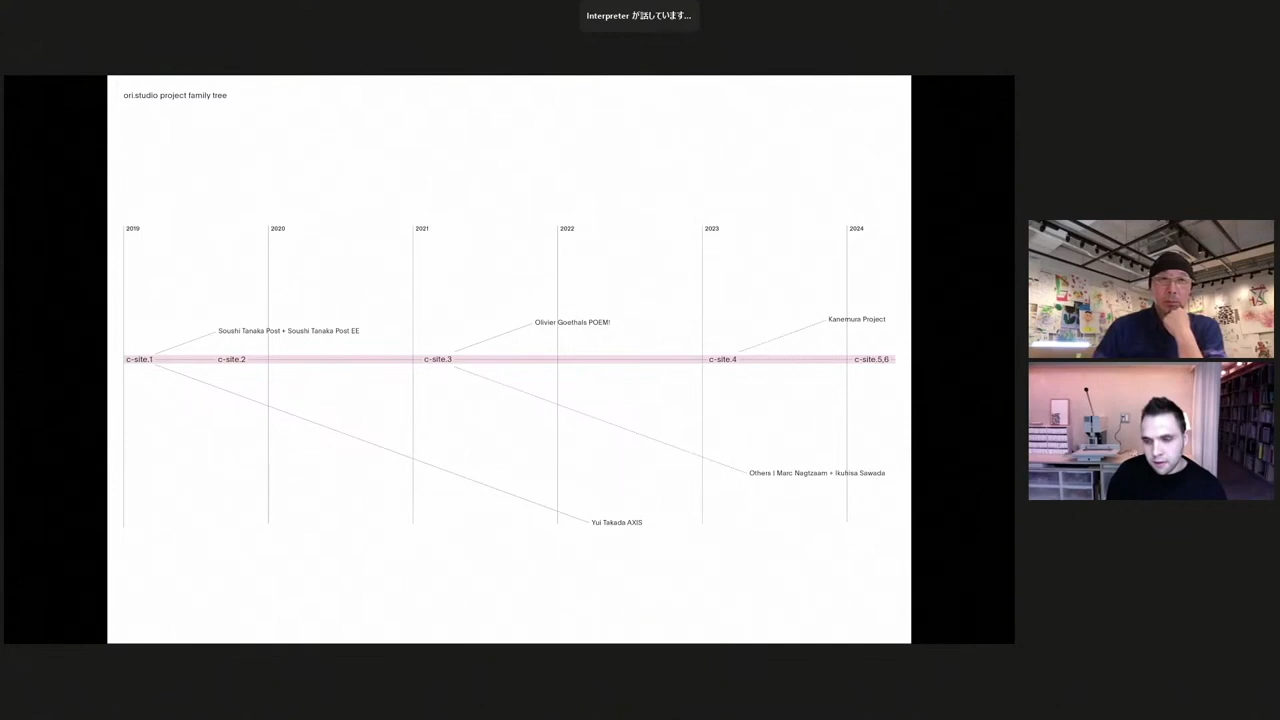 Interpreter が話しています...
ori.studio project family tree
2019
2020
2021
2022
2023
2024
Soushi Tanaka Post + Soushi Tanaka Post EE
Olivier Goethals POEM!
Kanemura Project
c-site.1
c-site.2
c-site.3
c-site.4
c-site.5,6
Others | Marc Nagtzaam + Ikuhisa Sawada
Yui Takada AXIS